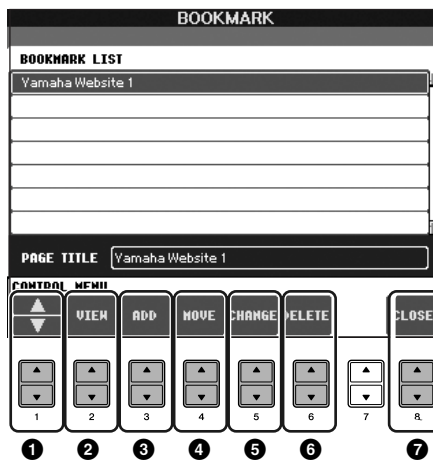 BOOKMARK
BOOKMARK LIST
Yamaha Website 1
PAGE TITLE Yamaha Website 1
CONTROL MENU
VIEW ADD MOVE CHANGE DELETE CLOSE
1 2 3 4 5 6 7 8
1 2 3 4 5 6 7